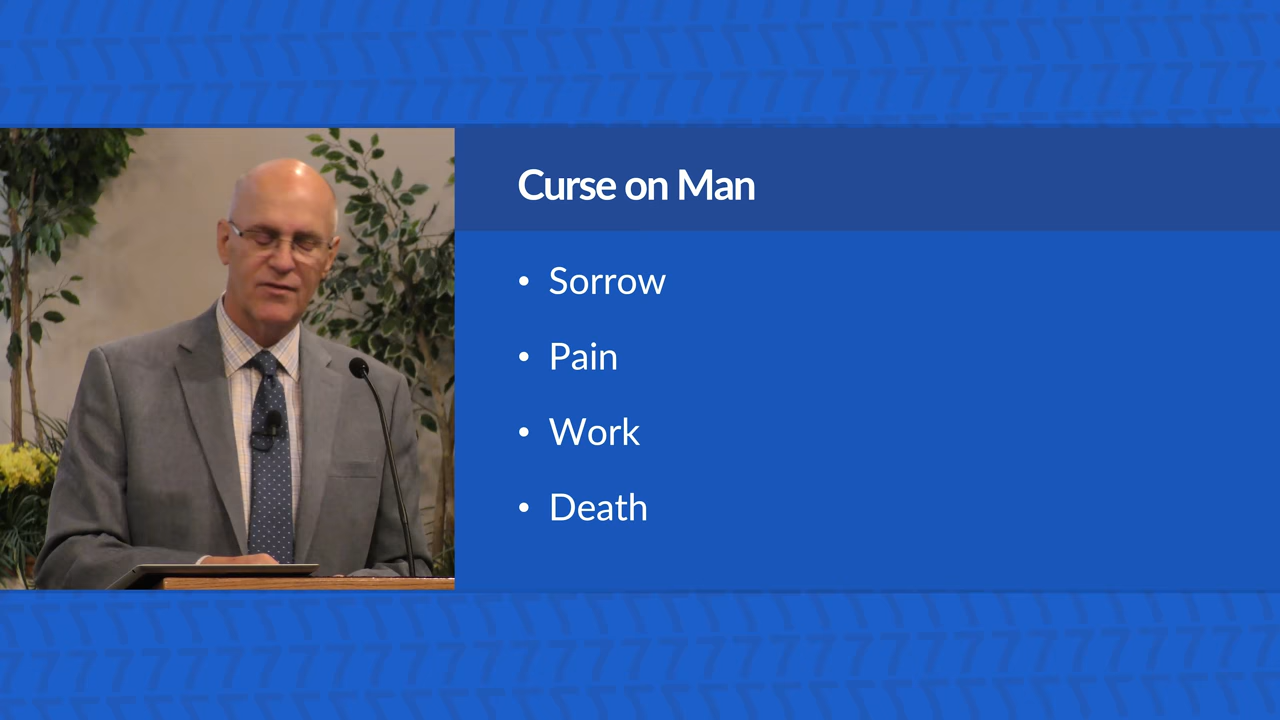 Curse on Man
• Sorrow
• Pain
• Work
• Death